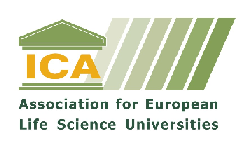 ICA
Association for European
Life Science Universities